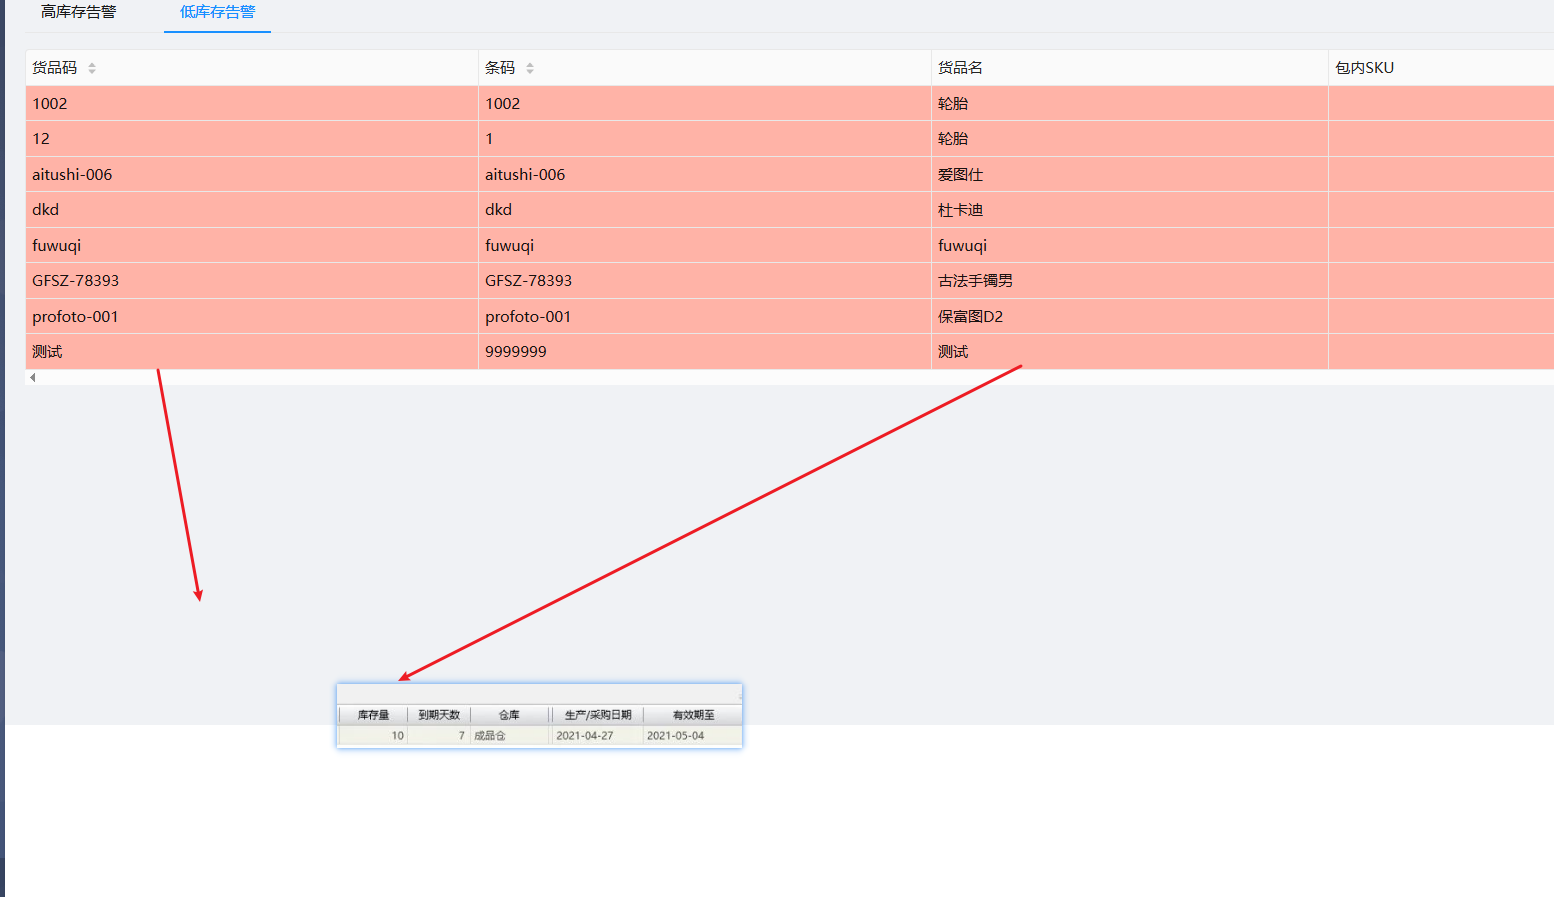 高库存告警 低库存告警
货品码 条码 货品名 包内SKU
1002 1002 轮胎
12 1 轮胎
aitushi-006 aitushi-006 爱图仕
dkd dkd 杜卡迪
fuwuqi fuwuqi fuwuqi
GFSZ-78393 GFSZ-78393 古法手镯男
profoto-001 profoto-001 保富图D2
测试 9999999 测试
库存量 到期天数 仓库 生产/采购日期 有效期至
10 7 成品仓 2021-04-27 2021-05-04